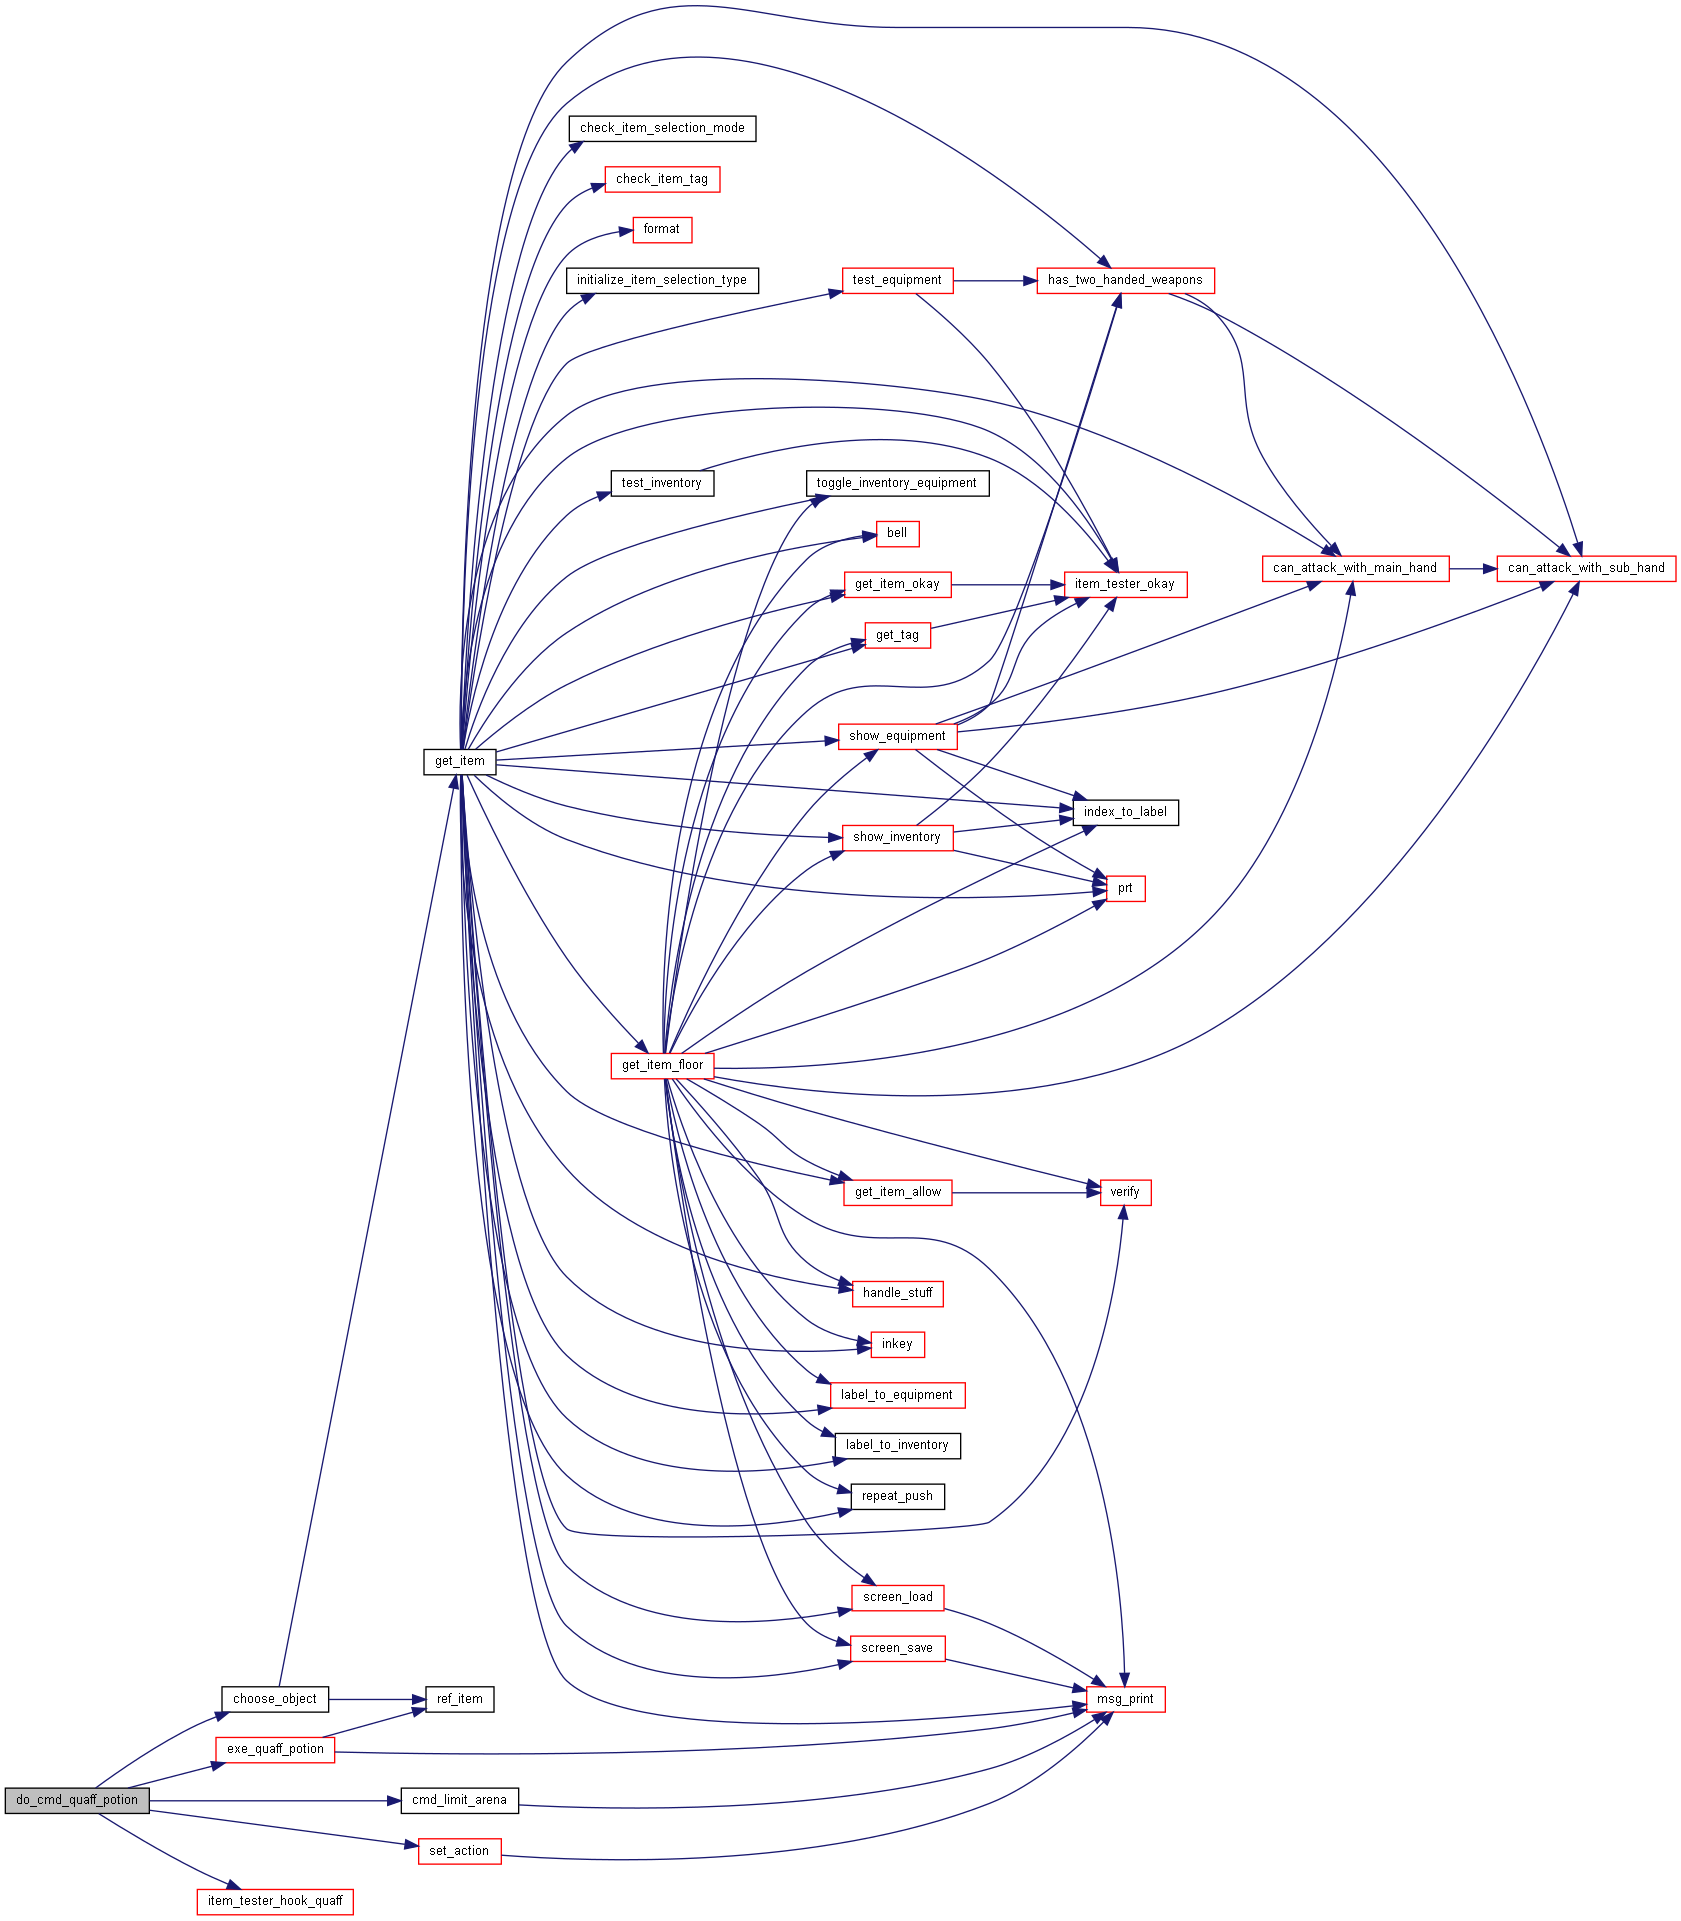 check_item_selection_mode
check_item_tag
format
initialize_item_selection_type
test_equipment
has_two_handed_weapons
test_inventory
toggle_inventory_equipment
bell
can_attack_with_main_hand
can_attack_with_sub_hand
get_item_okay
item_tester_okay
get_tag
show_equipment
get_item
index_to_label
show_inventory
prt
get_item_floor
get_item_allow
verify
handle_stuff
inkey
label_to_equipment
label_to_inventory
repeat_push
screen_load
screen_save
choose_object
ref_item
msg_print
exe_quaff_potion
do_cmd_quaff_potion
cmd_limit_arena
set_action
item_tester_hook_quaff